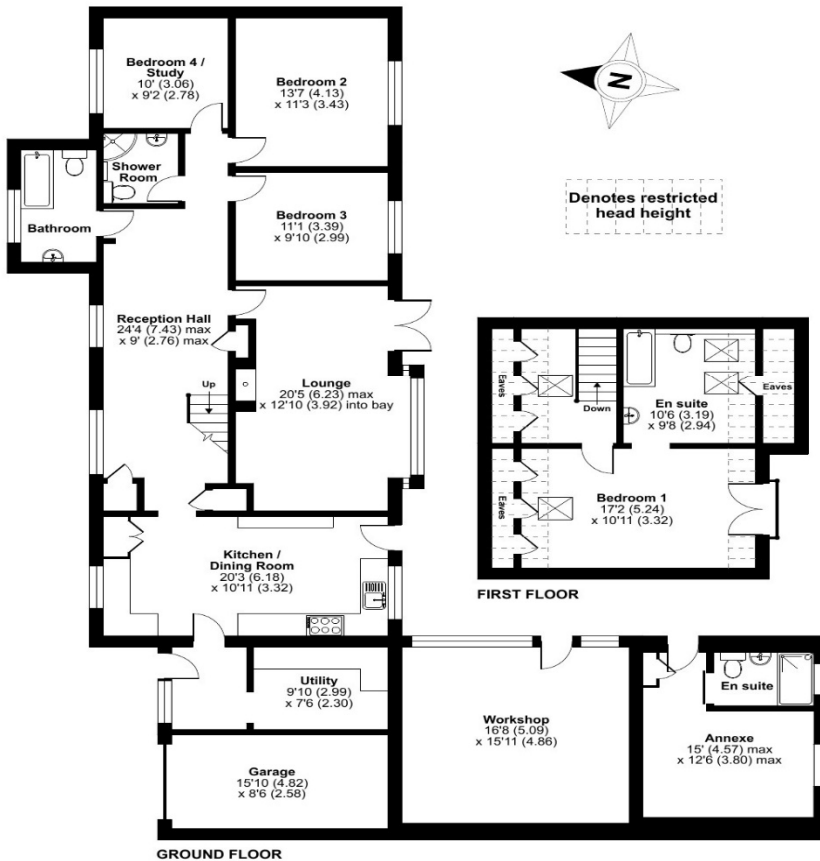 Bedroom 4 /
Study
10' (3.06)
x 9'2 (2.78)
Bedroom 2
13'7 (4.13)
x 11'3 (3.43)
N
Shower
Room
Denotes restricted
head height
Bathroom
Bedroom 3
11'1 (3.39)
x 9'10 (2.99)
Reception Hall
24'4 (7.43) max
x 9' (2.76) max
Up
Lounge
20'5 (6.23) max
x 12'10 (3.92) into bay
Eaves
Down
En suite
10'6 (3.19)
x 9'8 (2.94)
Eaves
Eaves
Bedroom 1
17'2 (5.24)
x 10'11 (3.32)
FIRST FLOOR
Kitchen /
Dining Room
20'3 (6.18)
x 10'11 (3.32)
Utility
9'10 (2.99)
x 7'6 (2.30)
Garage
15'10 (4.82)
x 8'6 (2.58)
Workshop
16'8 (5.09)
x 15'11 (4.86)
En suite
Annexe
15' (4.57) max
x 12'6 (3.80) max
GROUND FLOOR